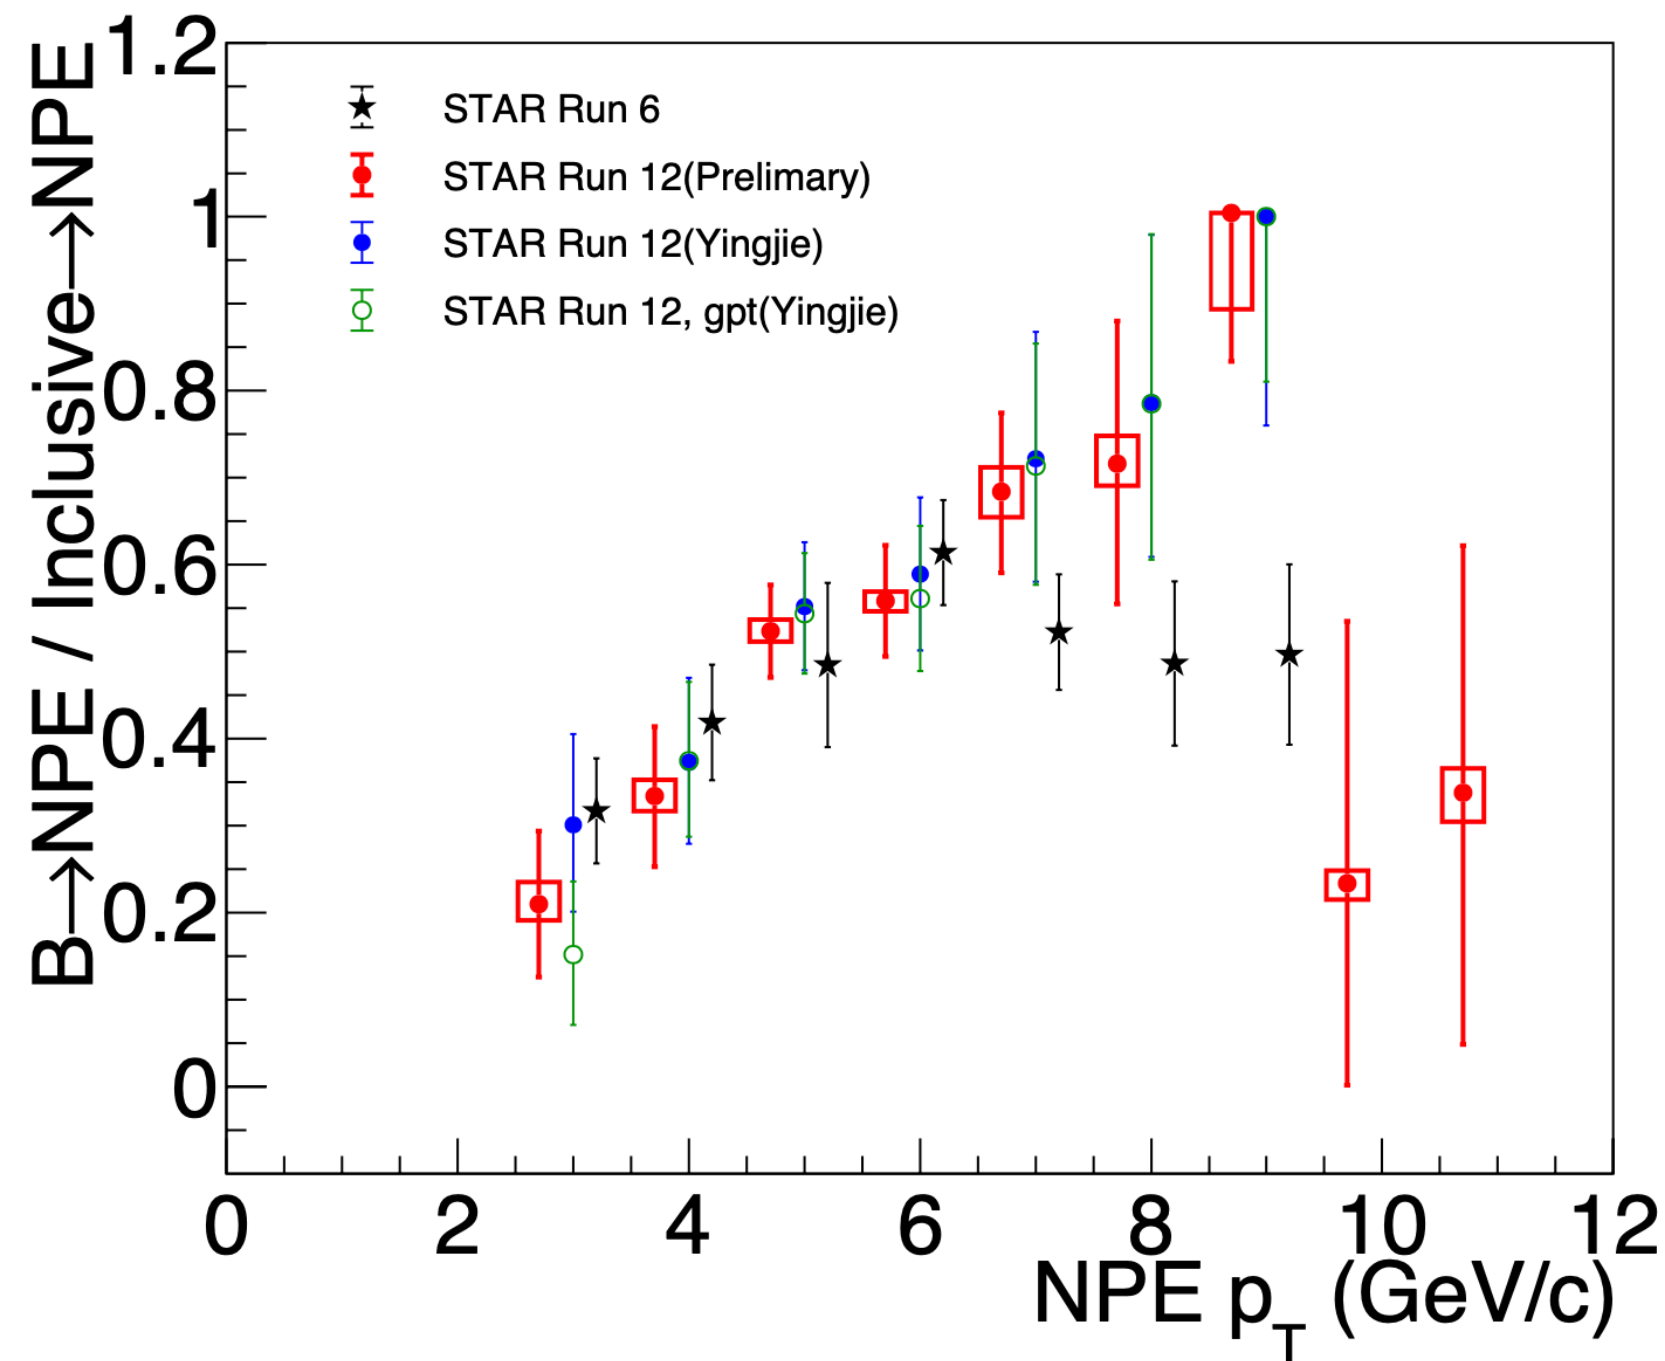 B→NPE / Inclusive→NPE
1.2
1
0.8
0.6
0.4
0.2
0
STAR Run 6
STAR Run 12(Prelimary)
STAR Run 12(Yingjie)
STAR Run 12, gpt(Yingjie)
0 2 4 6 8 10 12
NPE p_T (GeV/c)